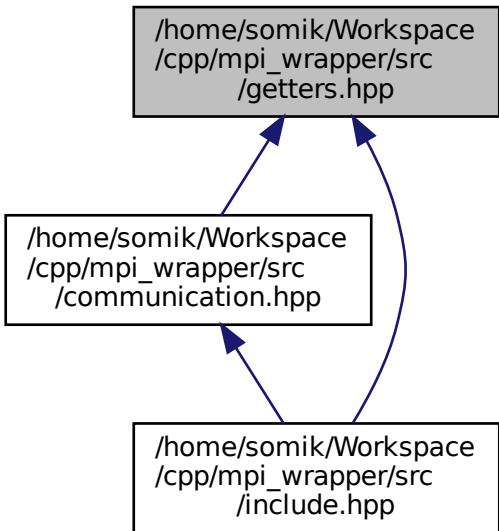 /home/somik/Workspace
/cpp/mpi_wrapper/src
/getters.hpp
/home/somik/Workspace
/cpp/mpi_wrapper/src
/communication.hpp
/home/somik/Workspace
/cpp/mpi_wrapper/src
/include.hpp